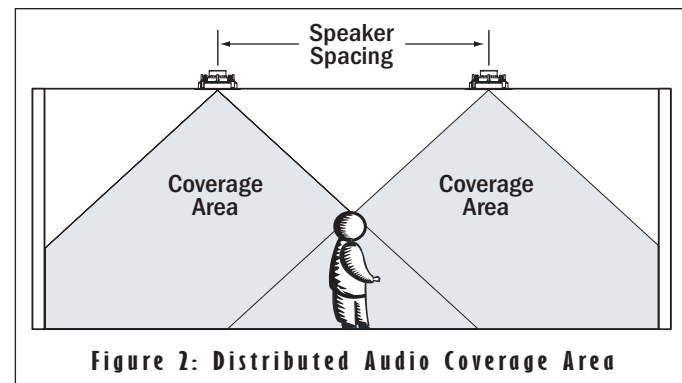 Speaker
Spacing
Coverage
Area
Coverage
Area
Figure 2: Distributed Audio Coverage Area